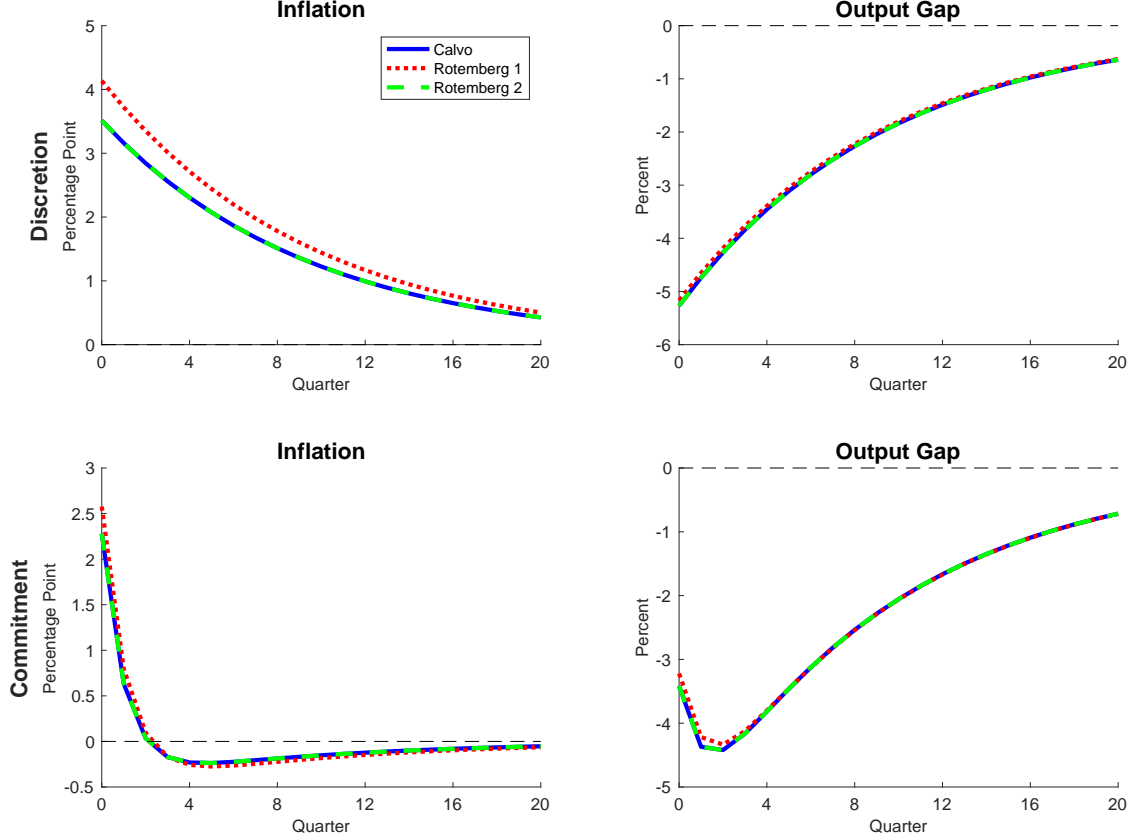 Inflation
5
4
3
2
1
0
0 4 8 12 16 20
Quarter
Percentage Point
Discretion
Calvo
Rotemberg 1
Rotemberg 2
Output Gap
0
-1
-2
-3
-4
-5
-6
0 4 8 12 16 20
Quarter
Percent
Inflation
3
2.5
2
1.5
1
0.5
0
-0.5
0 4 8 12 16 20
Quarter
Percentage Point
Commitment
Output Gap
0
-1
-2
-3
-4
-5
0 4 8 12 16 20
Quarter
Percent